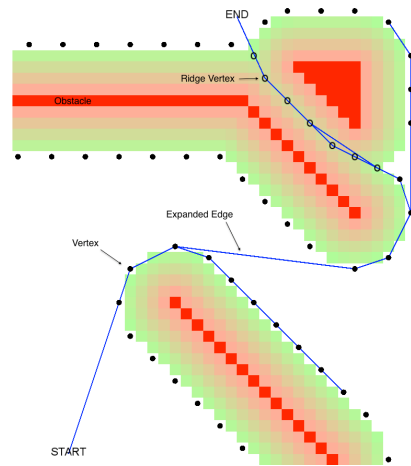 END
Ridge Vertex
Obstacle
Expanded Edge
Vertex
START